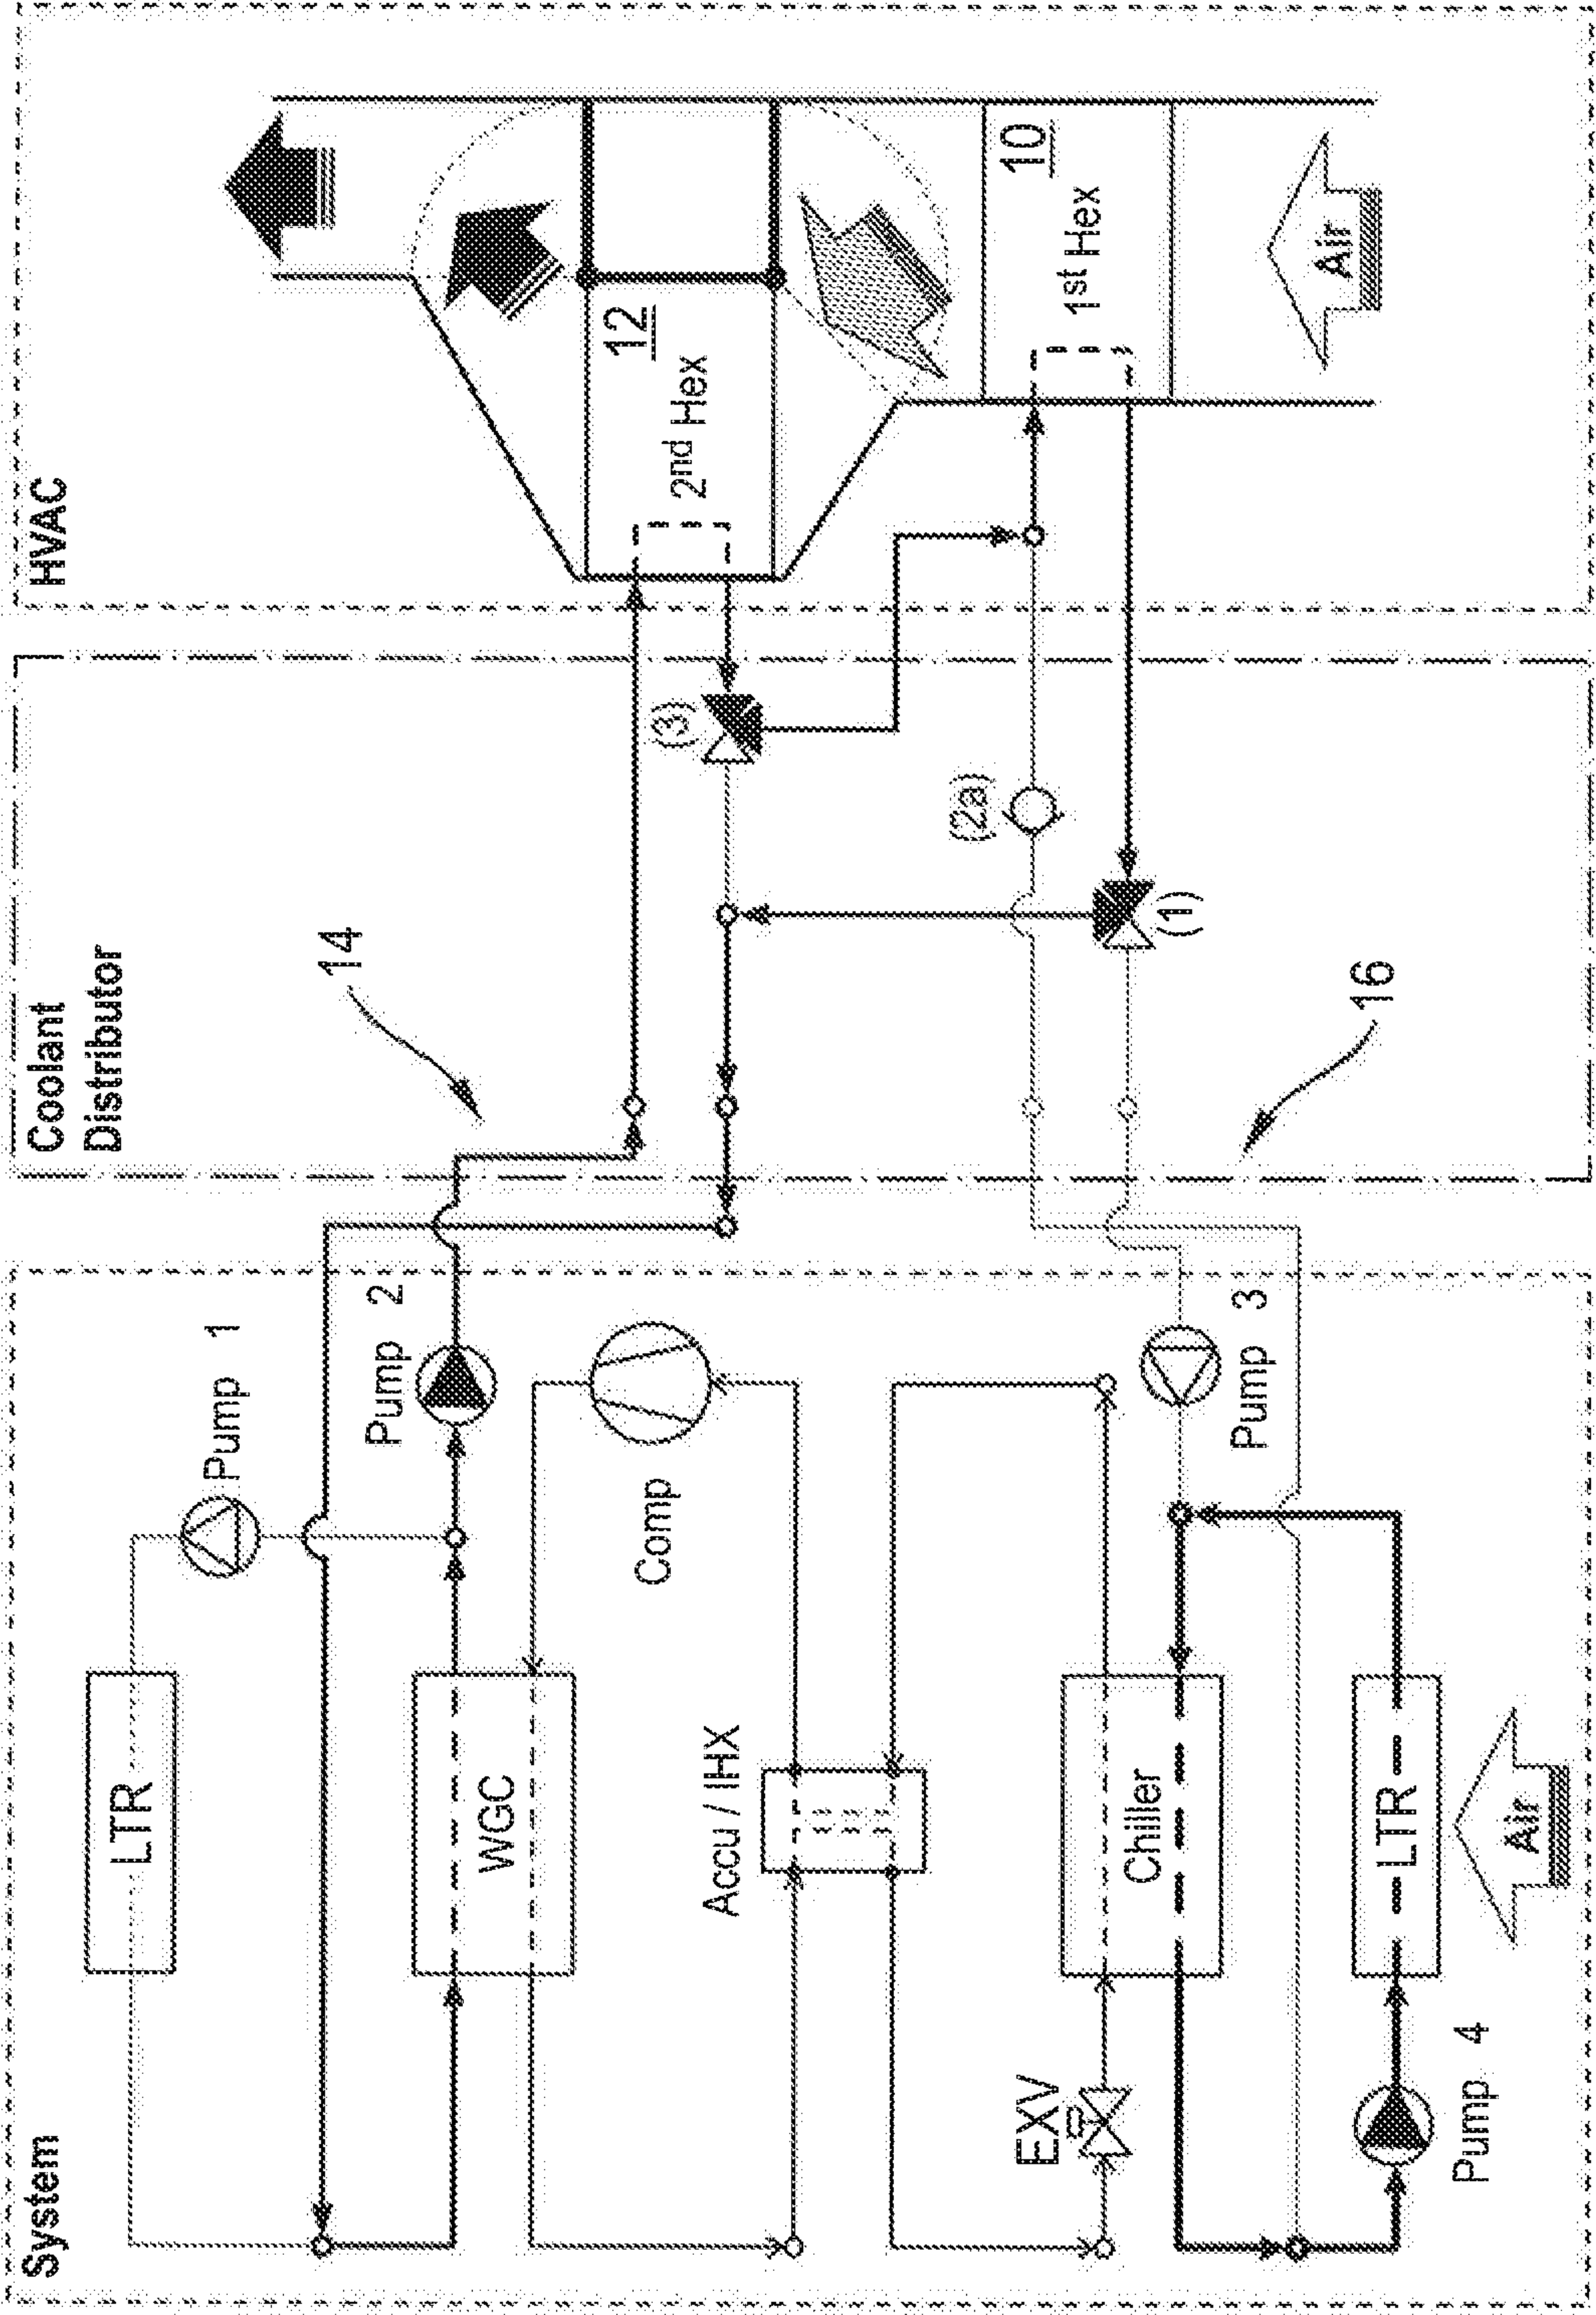 System
LTR
Pump 1
WGC
Pump 2
Comp
Accu / IHX
EXV
Chiller
Pump 3
LTR
Pump 4
Air
Coolant
Distributor
14
(3)
(2a)
(1)
16
HVAC
12
2nd Hex
10
1st Hex
Air